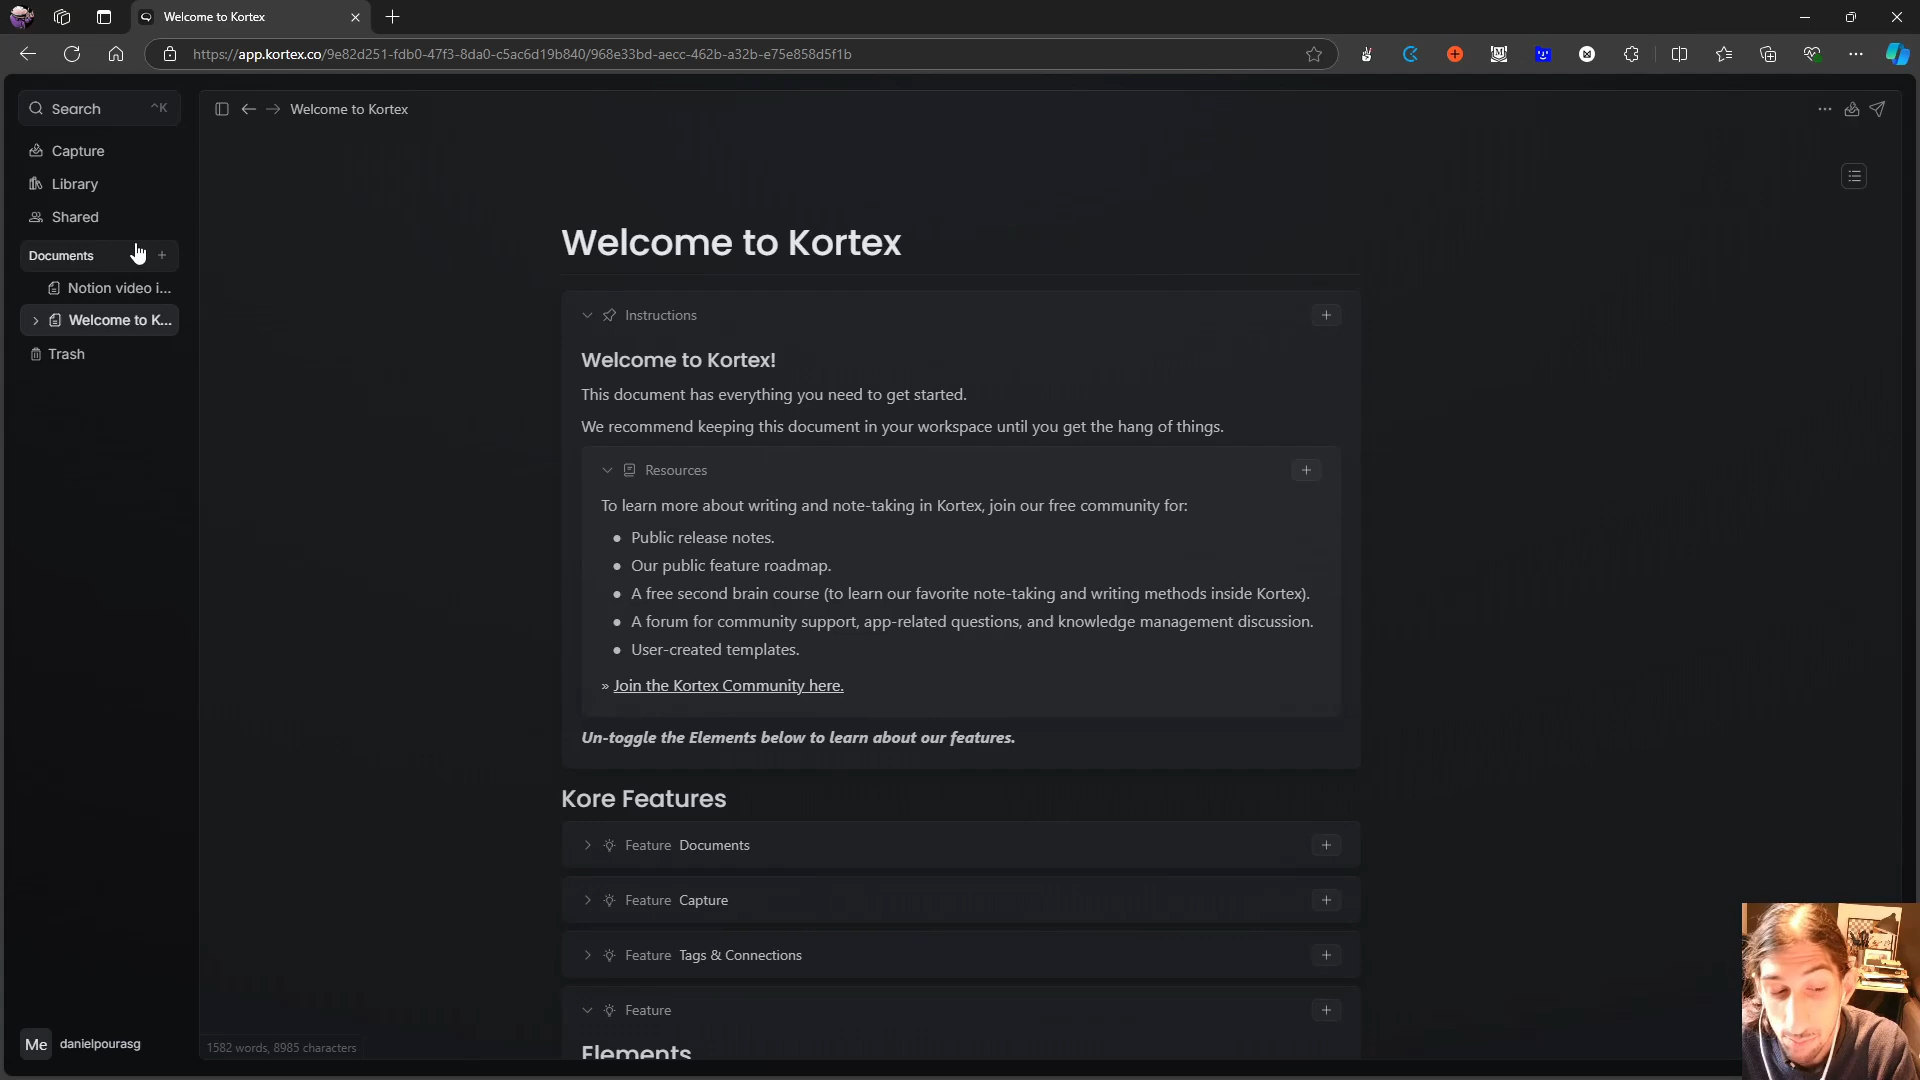 Welcome to Kortex
https://app.kortex.co/9e82d251-fdb0-47f3-8da0-c5ac6d19b840/968e33bd-aecc-462b-a32b-e75e858d5f1b
Search ^K
Welcome to Kortex
Capture
Library
Shared
Documents
Notion video i...
Welcome to K...
Trash
Welcome to Kortex
Instructions
Welcome to Kortex!
This document has everything you need to get started.
We recommend keeping this document in your workspace until you get the hang of things.
Resources
To learn more about writing and note-taking in Kortex, join our free community for:
• Public release notes.
• Our public feature roadmap.
• A free second brain course (to learn our favorite note-taking and writing methods inside Kortex).
• A forum for community support, app-related questions, and knowledge management discussion.
• User-created templates.
» Join the Kortex Community here.
Un-toggle the Elements below to learn about our features.
Kore Features
Feature Documents
Feature Capture
Feature Tags & Connections
Feature
Elements
Me danielpourasg
1582 words, 8985 characters